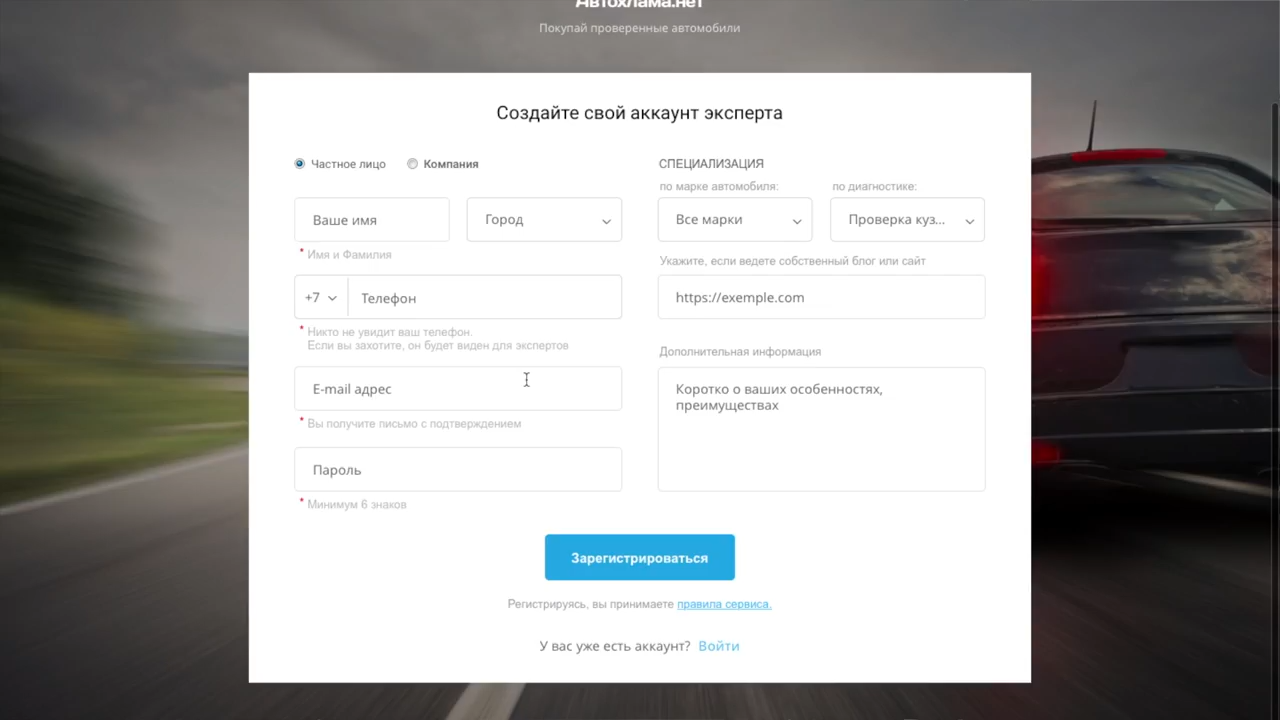 Автохлама.нет
Покупай проверенные автомобили
Создайте свой аккаунт эксперта
Частное лицо
Компания
Ваше имя
Город
* Имя и Фамилия
+7
Телефон
* Никто не увидит ваш телефон.
Если вы захотите, он будет виден для экспертов
E-mail адрес
* Вы получите письмо с подтверждением
Пароль
* Минимум 6 знаков
СПЕЦИАЛИЗАЦИЯ
по марке автомобиля:
по диагностике:
Все марки
Проверка куз...
Укажите, если ведете собственный блог или сайт
https://exemple.com
Дополнительная информация
Коротко о ваших особенностях,
преимуществах
Зарегистрироваться
Регистрируясь, вы принимаете правила сервиса.
У вас уже есть аккаунт? Войти